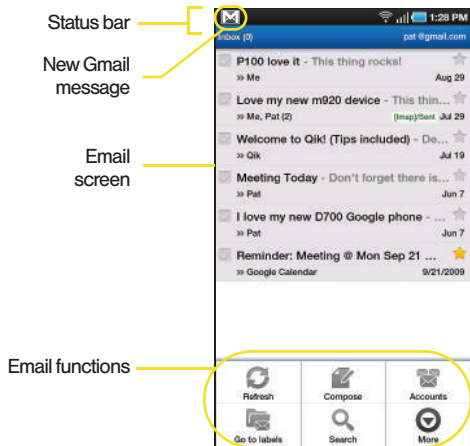 Status bar
1:28 PM
New Gmail
message
Inbox (0) pat@gmail.com
P100 love it - This thing rocks!
» Me Aug 29
Love my new m920 device - This thin...
» Me, Pat (2) [Imap]/Sent Jul 29
Welcome to Qik! (Tips included) - De...
» Qik Jul 19
Email
screen
Meeting Today - Don't forget there is...
» Pat Jun 7
I love my new D700 Google phone - ...
» Pat Jun 7
Reminder: Meeting @ Mon Sep 21 ...
» Google Calendar 9/21/2009
Email functions
Refresh Compose Accounts
Go to labels Search More